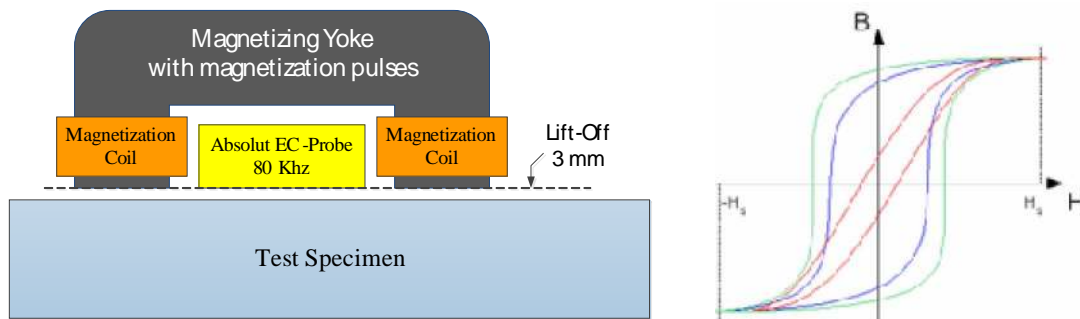 Magnetizing Yoke
with magnetization pulses
Magnetization
Coil
Absolut EC-Probe
80 Khz
Magnetization
Coil
Lift-Off
3 mm
Test Specimen
B
-Hs
Hs
H